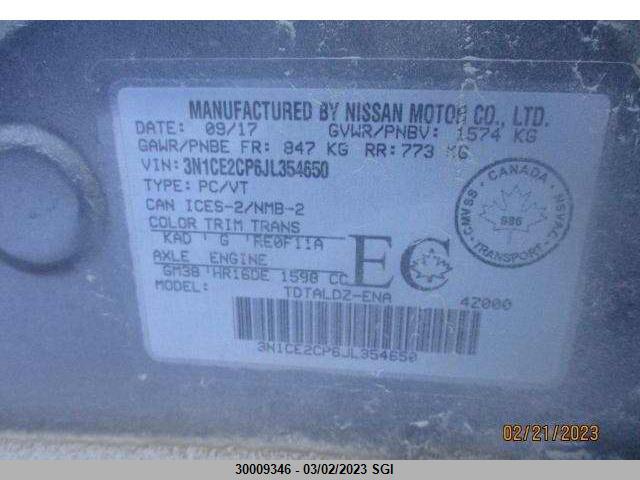 MANUFACTURED BY NISSAN MOTOR CO., LTD.
DATE: 09/17 GVWR/PNBV: 1574 KG
GAWR/PNBE FR: 847 KG RR: 773 KG
VIN: 3N1CE2CP6JL354650
TYPE: PC/VT
CAN ICES-2/NMB-2
COLOR TRIM TRANS
KAD G RE0F11A
AXLE ENGINE
GM38 HR16DE 1598 CC
MODEL: TDTALDZ-ENA
EC
4Z000
3N1CE2CP6JL354650
CANADA
CMVSS NSVAC
986
TRANSPORT
02/21/2023
30009346 - 03/02/2023 SGI